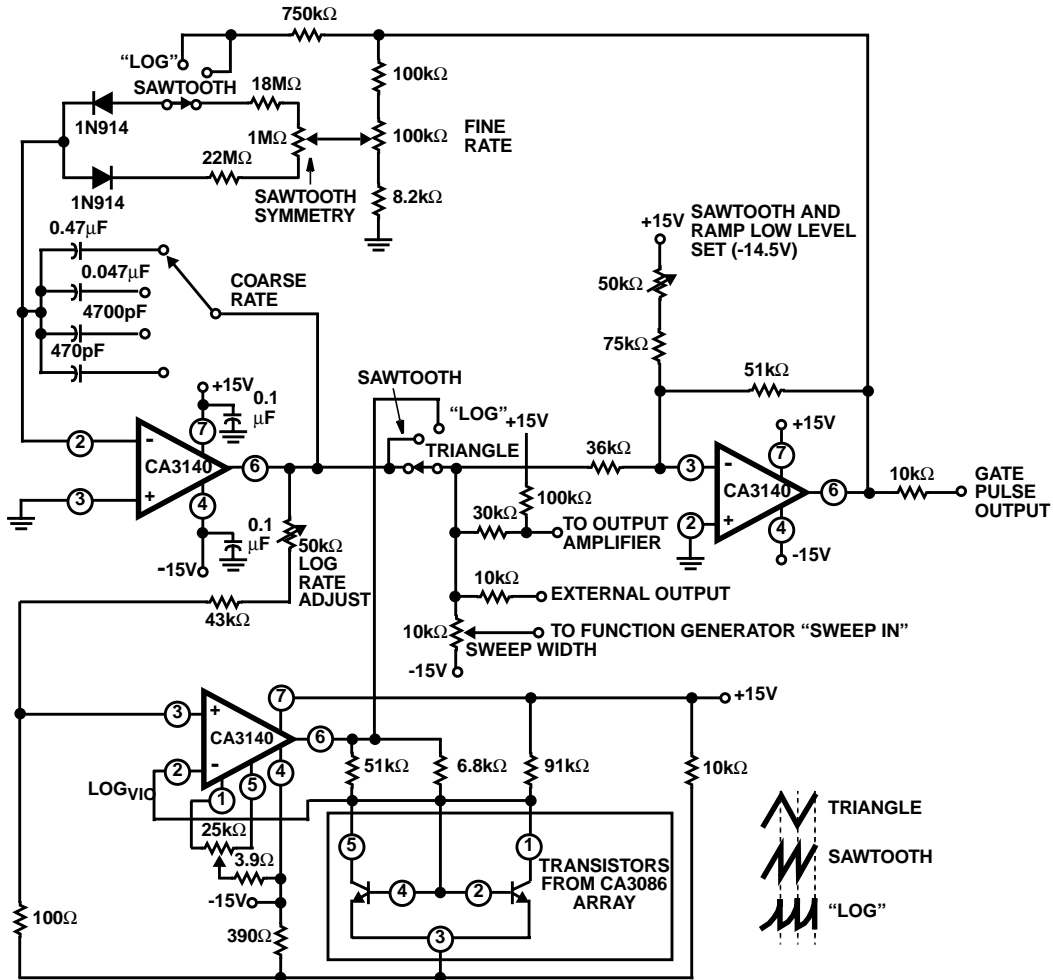 750kΩ
“LOG”
SAWTOOTH
18MΩ
100kΩ
1N914
1MΩ
100kΩ
FINE
RATE
22MΩ
1N914
SAWTOOTH
SYMMETRY
8.2kΩ
0.47µF
0.047µF
4700pF
470pF
COARSE
RATE
+15V
SAWTOOTH AND
RAMP LOW LEVEL
SET (-14.5V)
50kΩ
75kΩ
51kΩ
+15V
0.1
µF
7
2
-
CA3140
6
3
+
4
0.1
µF
-15V
SAWTOOTH
“LOG”
+15V
TRIANGLE
36kΩ
100kΩ
30kΩ
TO OUTPUT
AMPLIFIER
+15V
7
3
-
CA3140
6
2
+
4
-15V
10kΩ
GATE
PULSE
OUTPUT
50kΩ
LOG
RATE
ADJUST
43kΩ
10kΩ
EXTERNAL OUTPUT
10kΩ
TO FUNCTION GENERATOR “SWEEP IN”
SWEEP WIDTH
-15V
7
+15V
3
+
CA3140
6
2
-
4
5
1
LOGVIO
51kΩ
6.8kΩ
91kΩ
10kΩ
25kΩ
3.9Ω
-15V
390Ω
100Ω
5
1
4
2
3
TRANSISTORS
FROM CA3086
ARRAY
TRIANGLE
SAWTOOTH
“LOG”